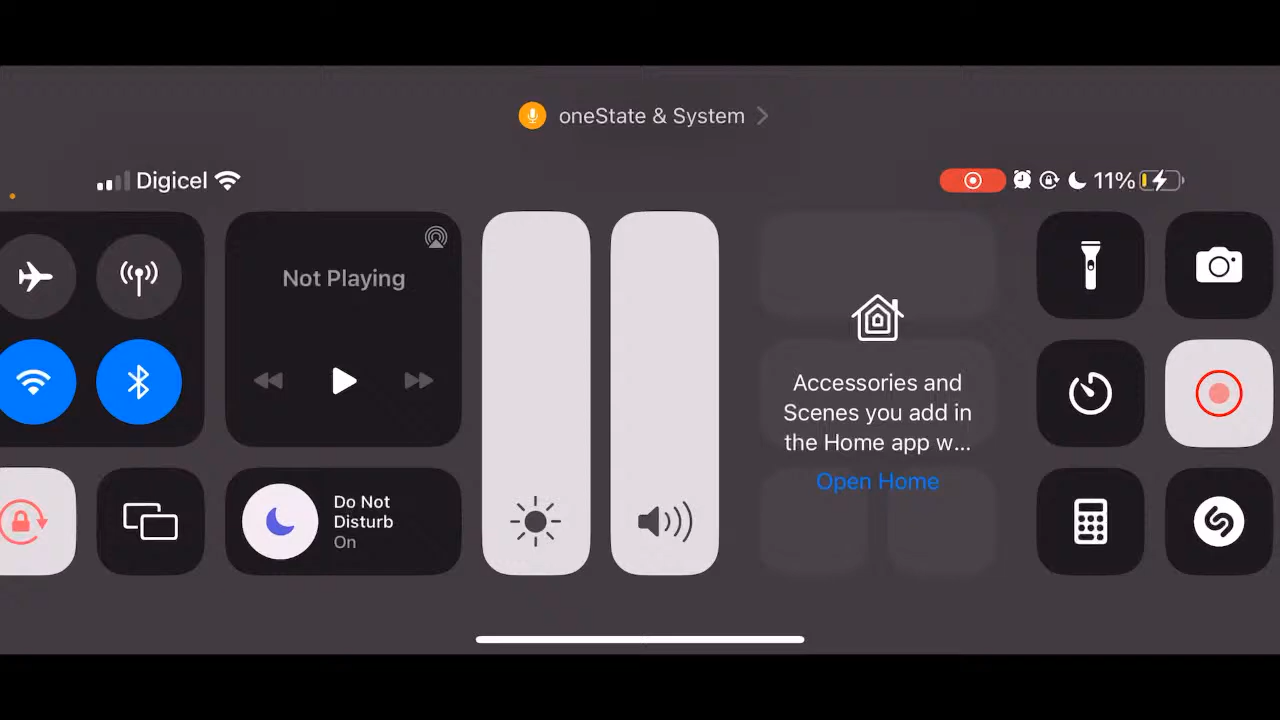 oneState & System
Digicel
11%
Not Playing
Do Not
Disturb
On
Accessories and
Scenes you add in
the Home app w...
Open Home